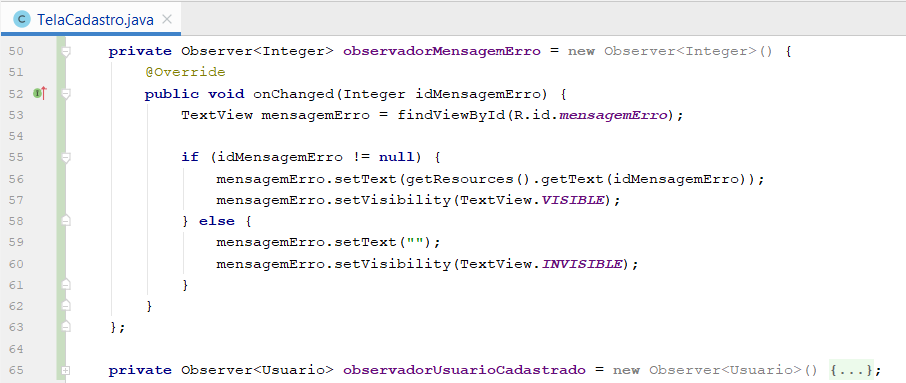 TelaCadastro.java
50 private Observer<Integer> observadorMensagemErro = new Observer<Integer>() {
51 @Override
52 public void onChanged(Integer idMensagemErro) {
53 TextView mensagemErro = findViewById(R.id.mensagemErro);
54
55 if (idMensagemErro != null) {
56 mensagemErro.setText(getResources().getText(idMensagemErro));
57 mensagemErro.setVisibility(TextView.VISIBLE);
58 } else {
59 mensagemErro.setText("");
60 mensagemErro.setVisibility(TextView.INVISIBLE);
61 }
62 }
63 };
64
65 private Observer<Usuario> observadorUsuarioCadastrado = new Observer<Usuario>() {...};